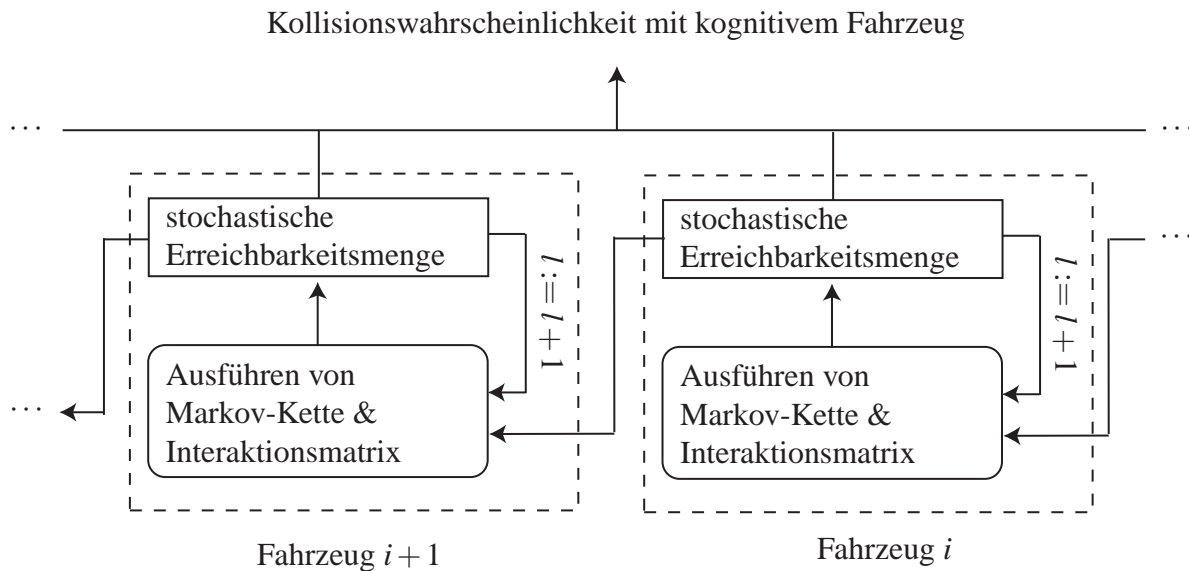 Kollisionswahrscheinlichkeit mit kognitivem Fahrzeug
... ...
stochastische
Erreichbarkeitsmenge
l := l + 1
Ausführen von
Markov-Kette &
Interaktionsmatrix
...
Fahrzeug i + 1
stochastische
Erreichbarkeitsmenge
...
l := l + 1
Ausführen von
Markov-Kette &
Interaktionsmatrix
Fahrzeug i